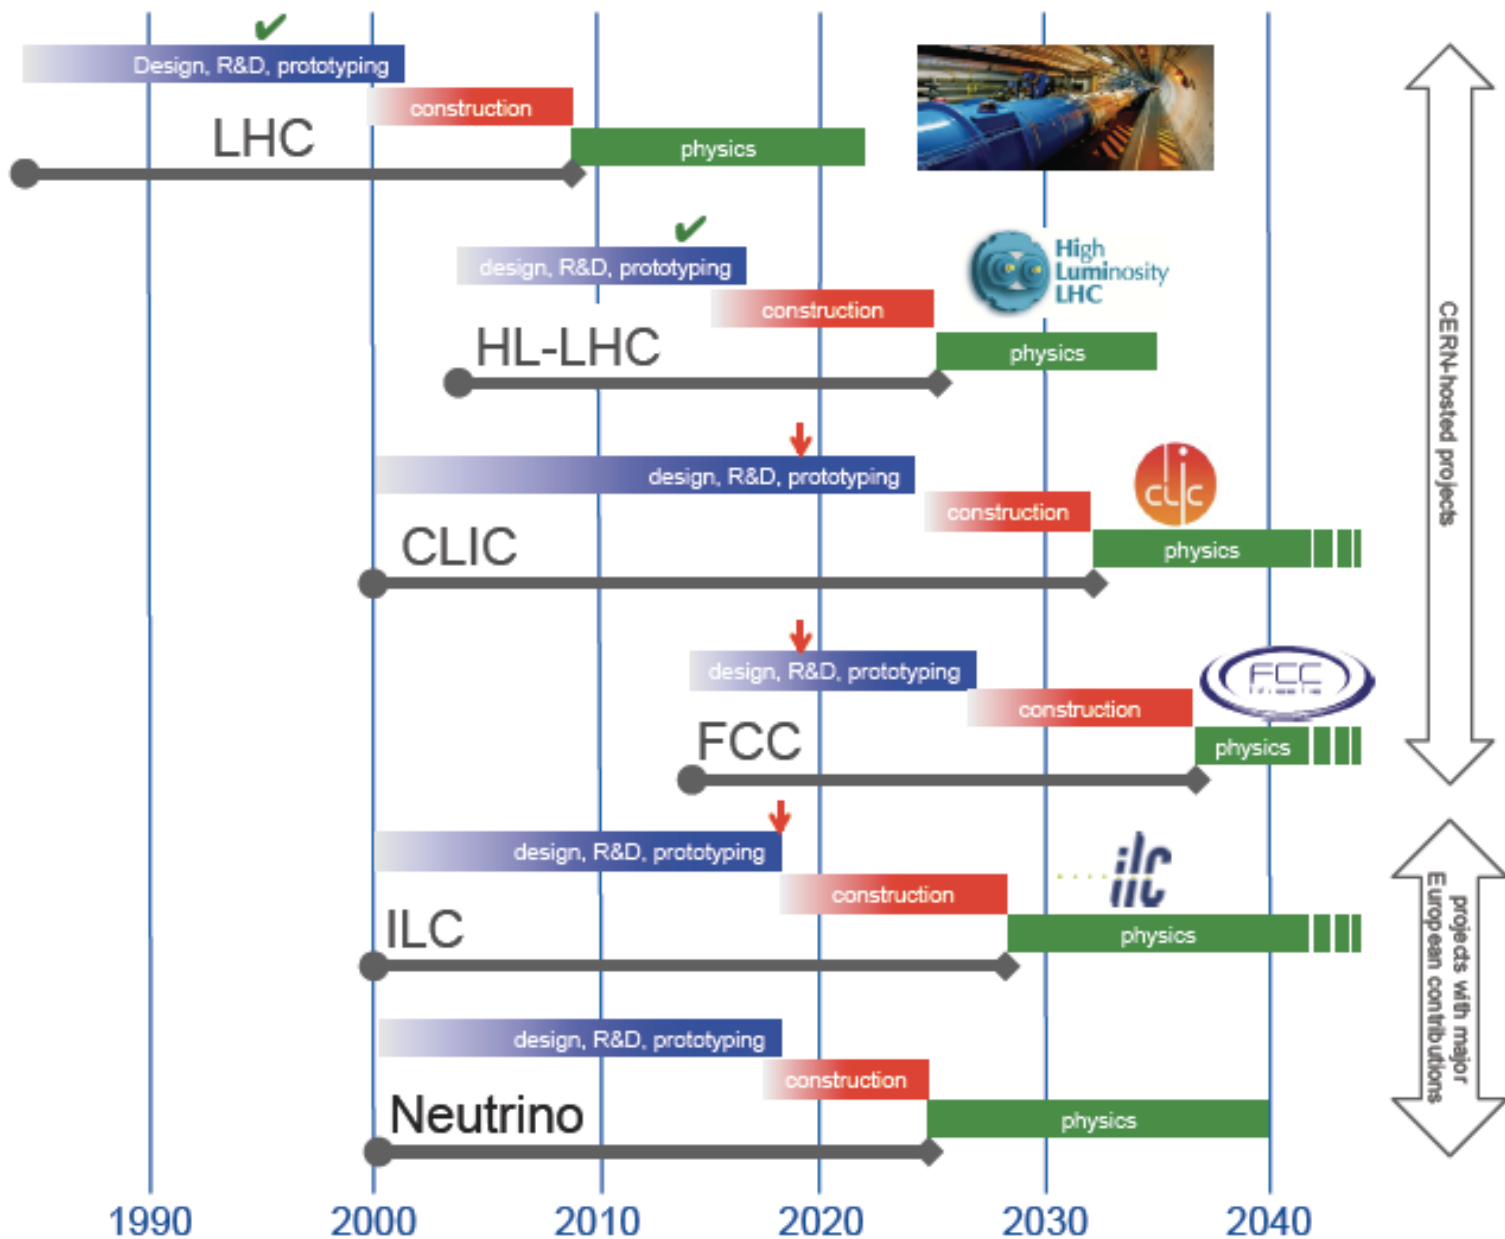 Design, R&D, prototyping
construction
LHC
physics
design, R&D, prototyping
High
Luminosity
LHC
construction
HL-LHC
physics
design, R&D, prototyping
clic
construction
CLIC
physics
design, R&D, prototyping
FCC
construction
FCC
physics
design, R&D, prototyping
ilc
construction
ILC
physics
design, R&D, prototyping
construction
Neutrino
physics
CERN-hosted projects
projects with major
European contributions
1990
2000
2010
2020
2030
2040